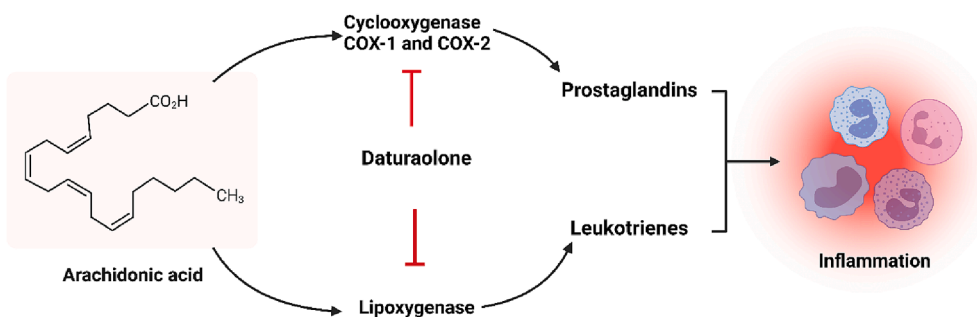 Cyclooxygenase
COX-1 and COX-2
CO₂H
Prostaglandins
Daturaolone
CH₃
Leukotrienes
Arachidonic acid
Inflammation
Lipoxygenase